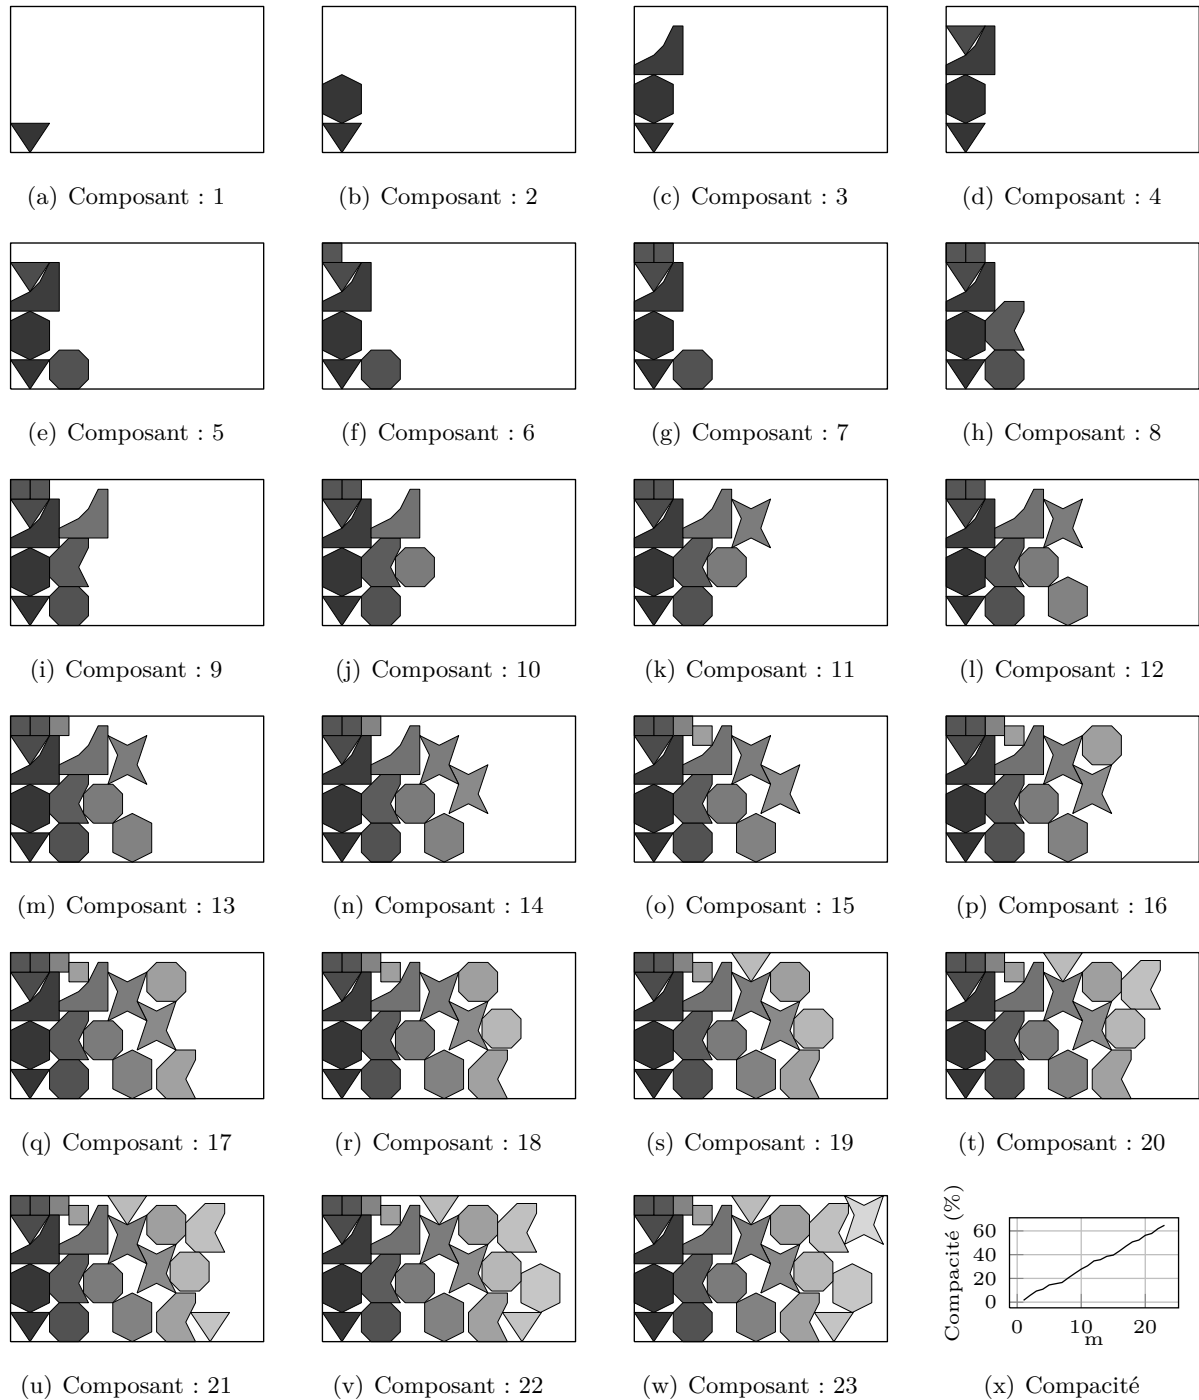 (a) Composant : 1
(b) Composant : 2
(c) Composant : 3
(d) Composant : 4
(e) Composant : 5
(f) Composant : 6
(g) Composant : 7
(h) Composant : 8
(i) Composant : 9
(j) Composant : 10
(k) Composant : 11
(l) Composant : 12
(m) Composant : 13
(n) Composant : 14
(o) Composant : 15
(p) Composant : 16
(q) Composant : 17
(r) Composant : 18
(s) Composant : 19
(t) Composant : 20
Compacité (%)
60
40
20
0
0
10
20
m
(u) Composant : 21
(v) Composant : 22
(w) Composant : 23
(x) Compacité